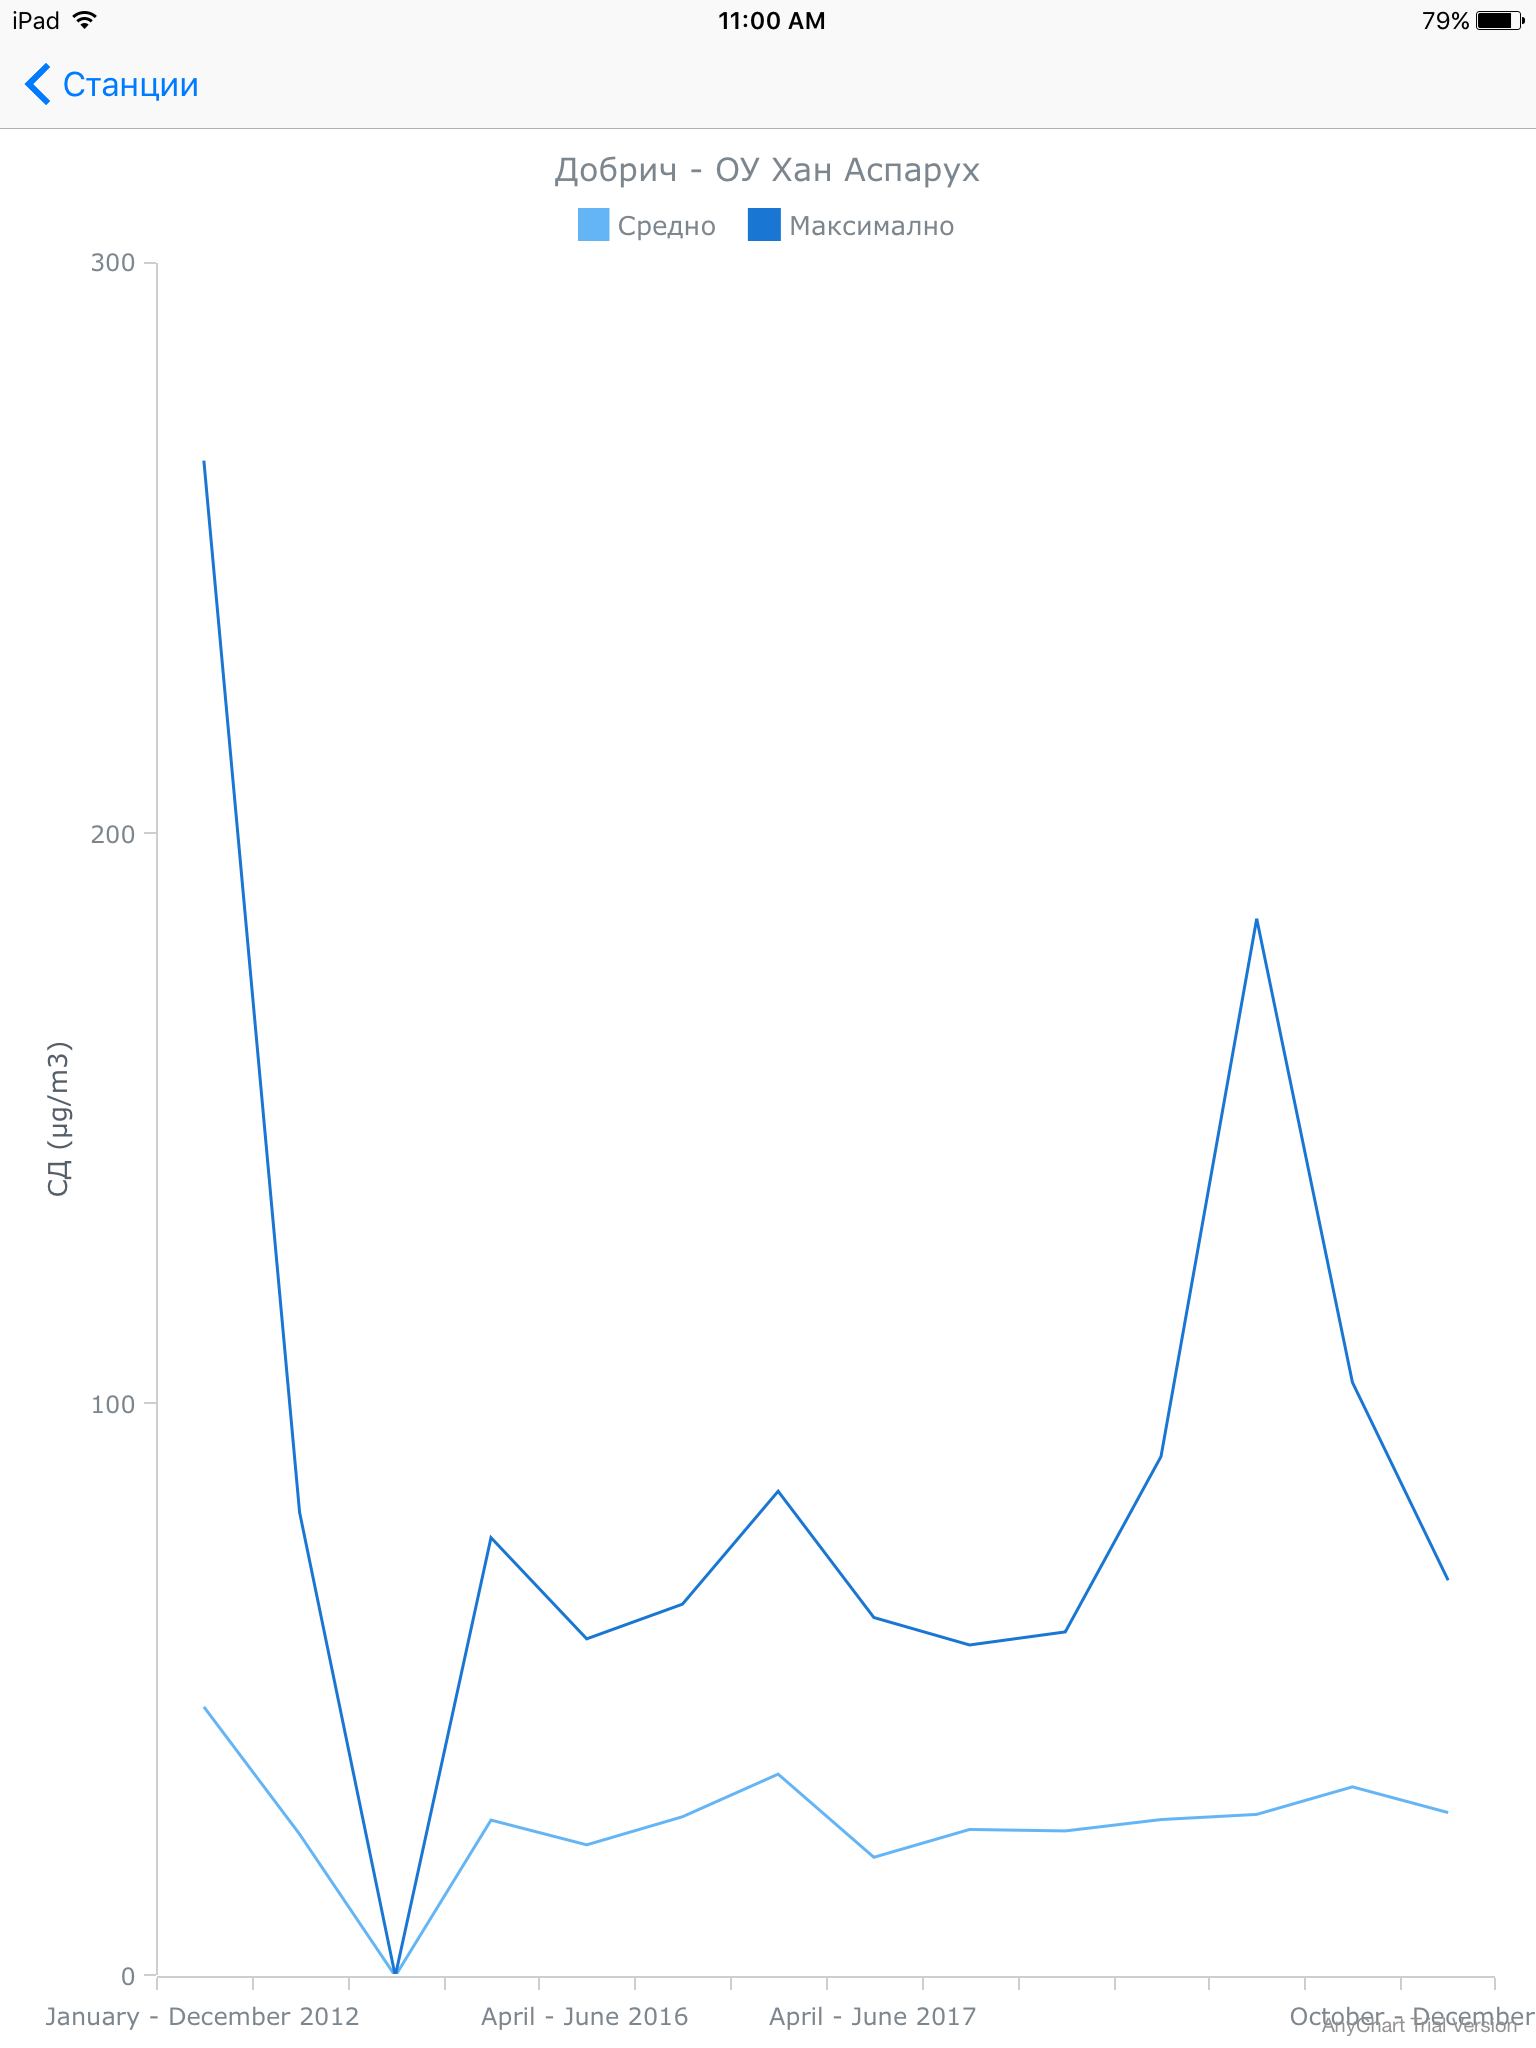 iPad 11:00 AM 79%
Станции
Добрич - ОУ Хан Аспарух
Средно Максимално
300
200
100
0
СД (µg/m3)
January - December 2012 April - June 2016 April - June 2017 October - December
AnyChart Trial Version